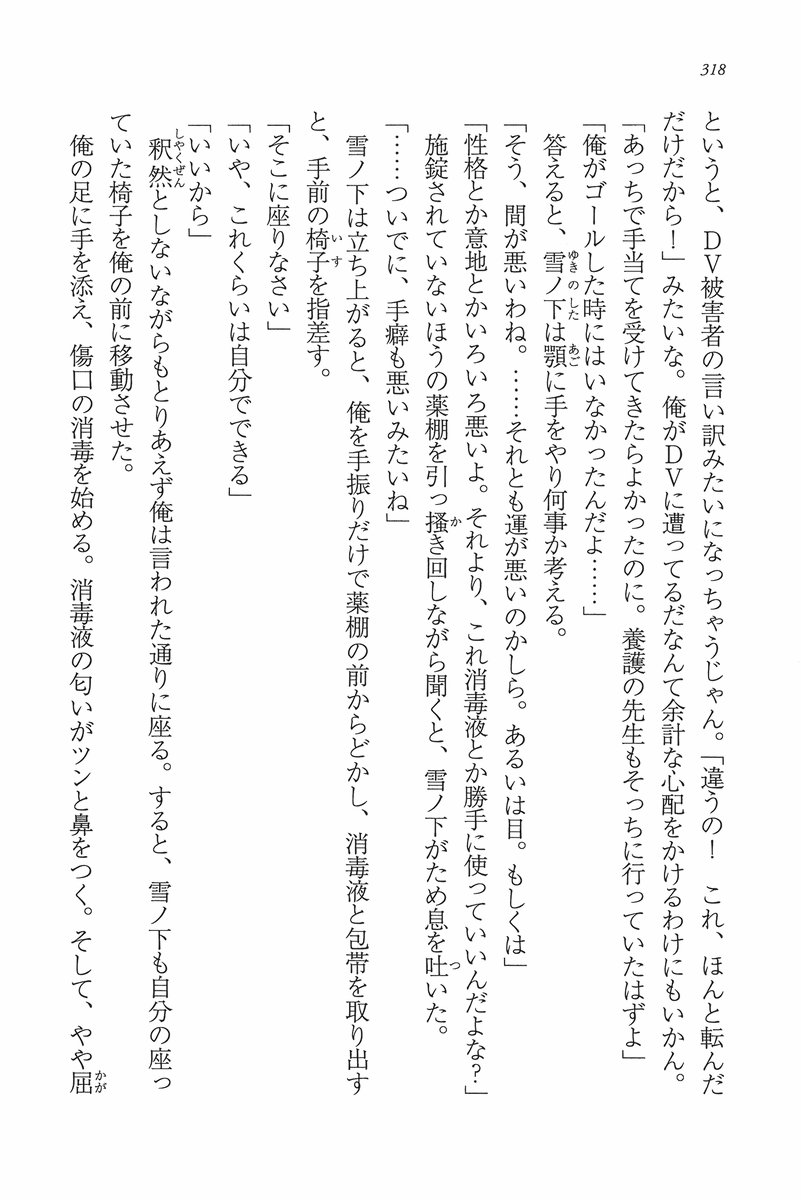 318
というと、ＤＶ被害者の言い訳みたいになっちゃうじゃん。「違うの！　これ、ほんと転んだ
だけだから！」みたいな。俺がＤＶに遭ってるだなんて余計な心配をかけるわけにもいかん。
「あっちで手当てを受けてきたらよかったのに。養護の先生もそっちに行っていたはずよ」
「俺がゴールした時にはいなかったんだよ……」
　答えると、雪ノ下は顎に手をやり何事か考える。
「そう、間が悪いわね。……それとも運が悪いのかしら。あるいは目。もしくは」
「性格とか意地とかいろいろ悪いよ。それより、これ消毒液とか勝手に使っていいんだよな？」
　施錠されていないほうの薬棚を引っ掻き回しながら聞くと、雪ノ下がため息を吐いた。
「……ついでに、手癖も悪いみたいね」
　雪ノ下は立ち上がると、俺を手振りだけで薬棚の前からどかし、消毒液と包帯を取り出す
と、手前の椅子を指差す。
「そこに座りなさい」
「いや、これくらいは自分でできる」
「いいから」
　釈然としないながらもとりあえず俺は言われた通りに座る。すると、雪ノ下も自分の座っ
ていた椅子を俺の前に移動させた。
　俺の足に手を添え、傷口の消毒を始める。消毒液の匂いがツンと鼻をつく。そして、やや屈